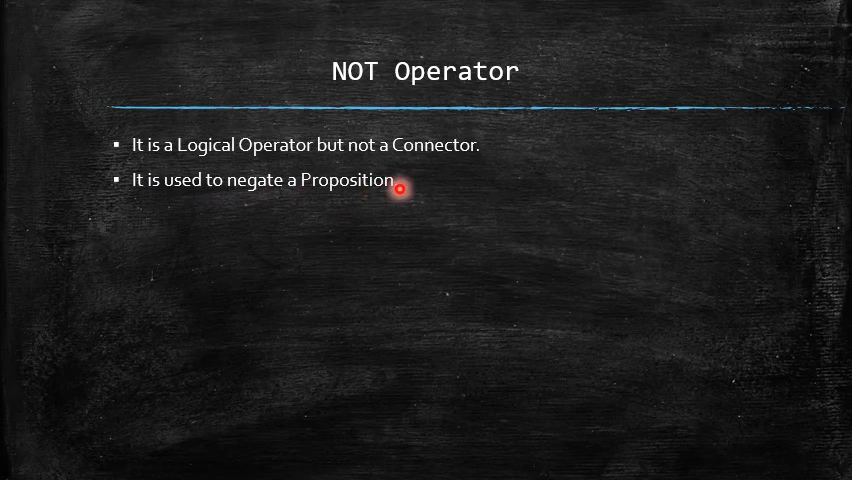 NOT Operator
▪ It is a Logical Operator but not a Connector.
▪ It is used to negate a Proposition.